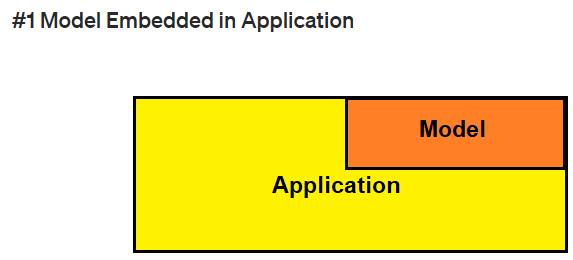 #1 Model Embedded in Application
Model
Application